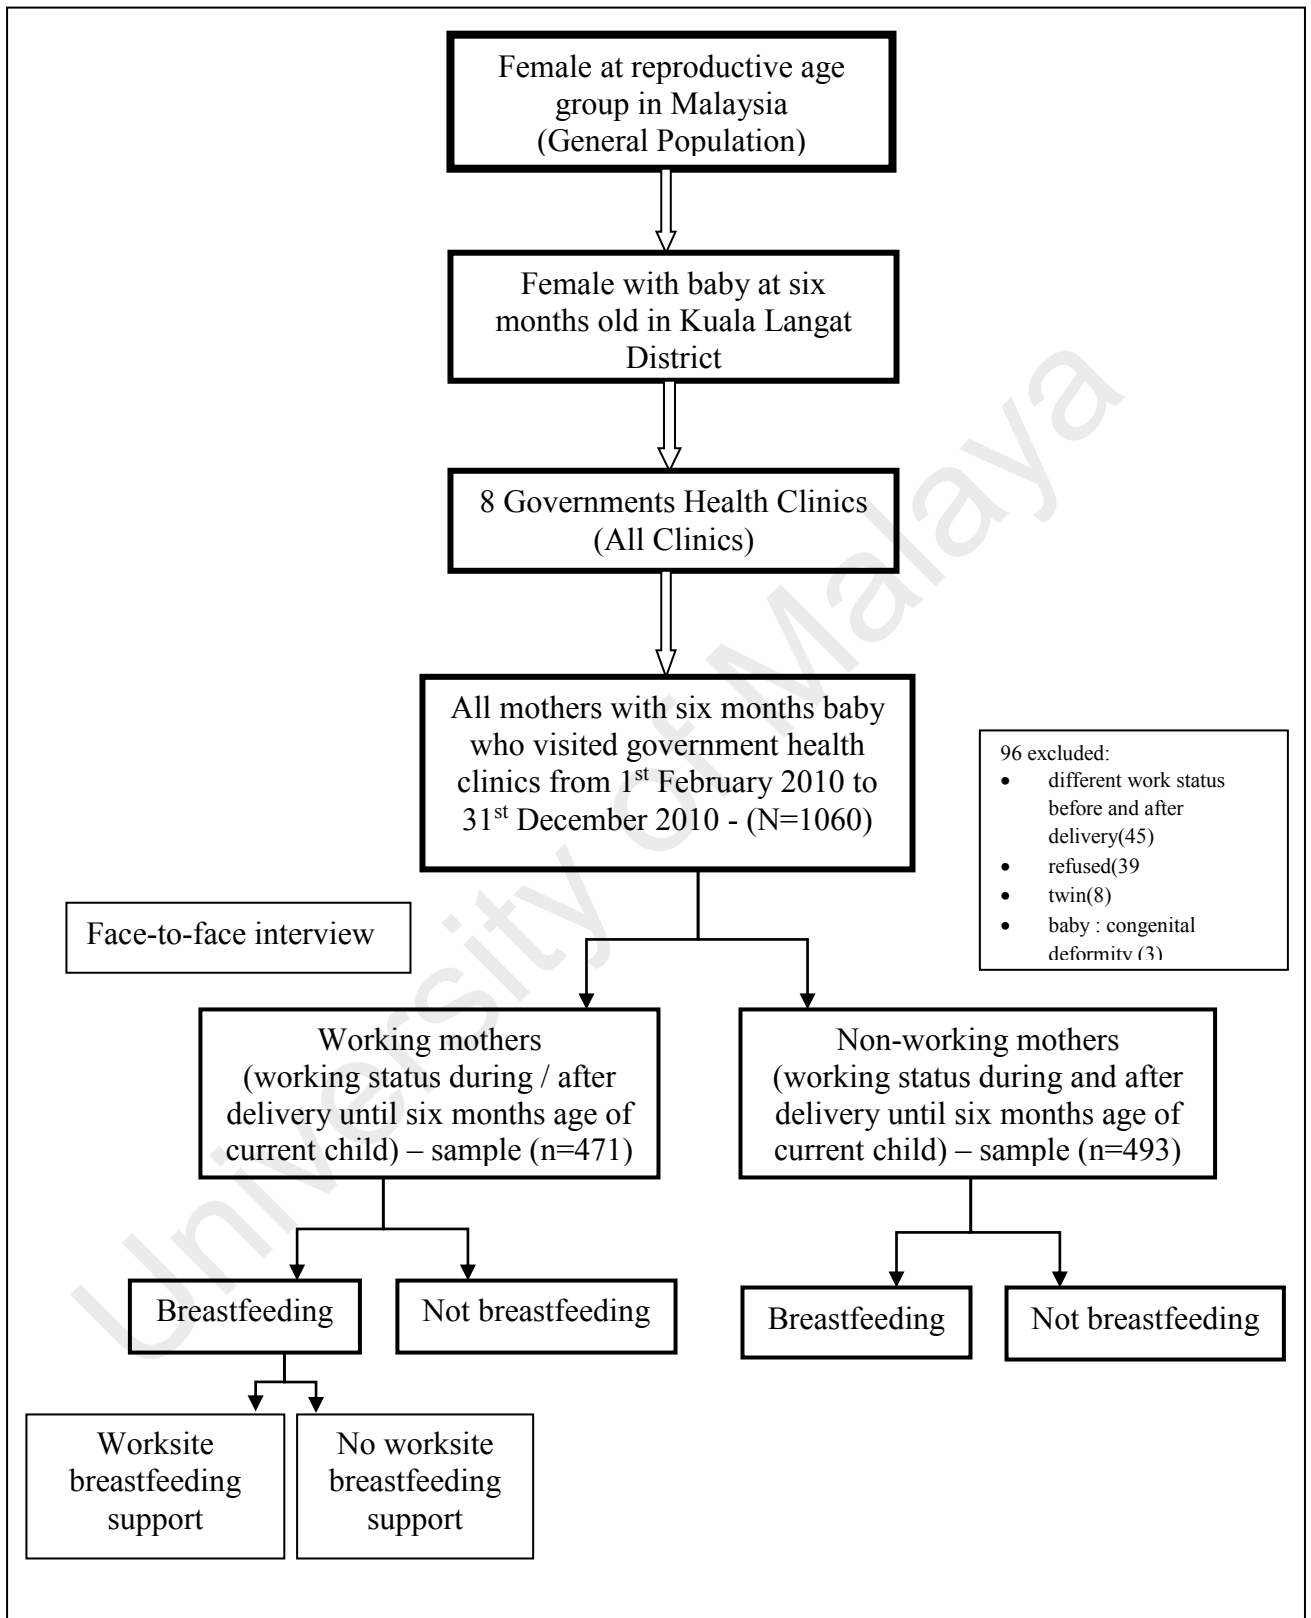 Female at reproductive age
group in Malaysia
(General Population)
Female with baby at six
months old in Kuala Langat
District
8 Governments Health Clinics
(All Clinics)
All mothers with six months baby
who visited government health
clinics from 1st February 2010 to
31st December 2010 - (N=1060)
96 excluded:
• different work status
before and after
delivery(45)
• refused(39
• twin(8)
• baby : congenital
deformity (3)
Face-to-face interview
Working mothers
(working status during / after
delivery until six months age of
current child) – sample (n=471)
Non-working mothers
(working status during and after
delivery until six months age of
current child) – sample (n=493)
Breastfeeding
Not breastfeeding
Breastfeeding
Not breastfeeding
Worksite
breastfeeding
support
No worksite
breastfeeding
support
University of Malaya